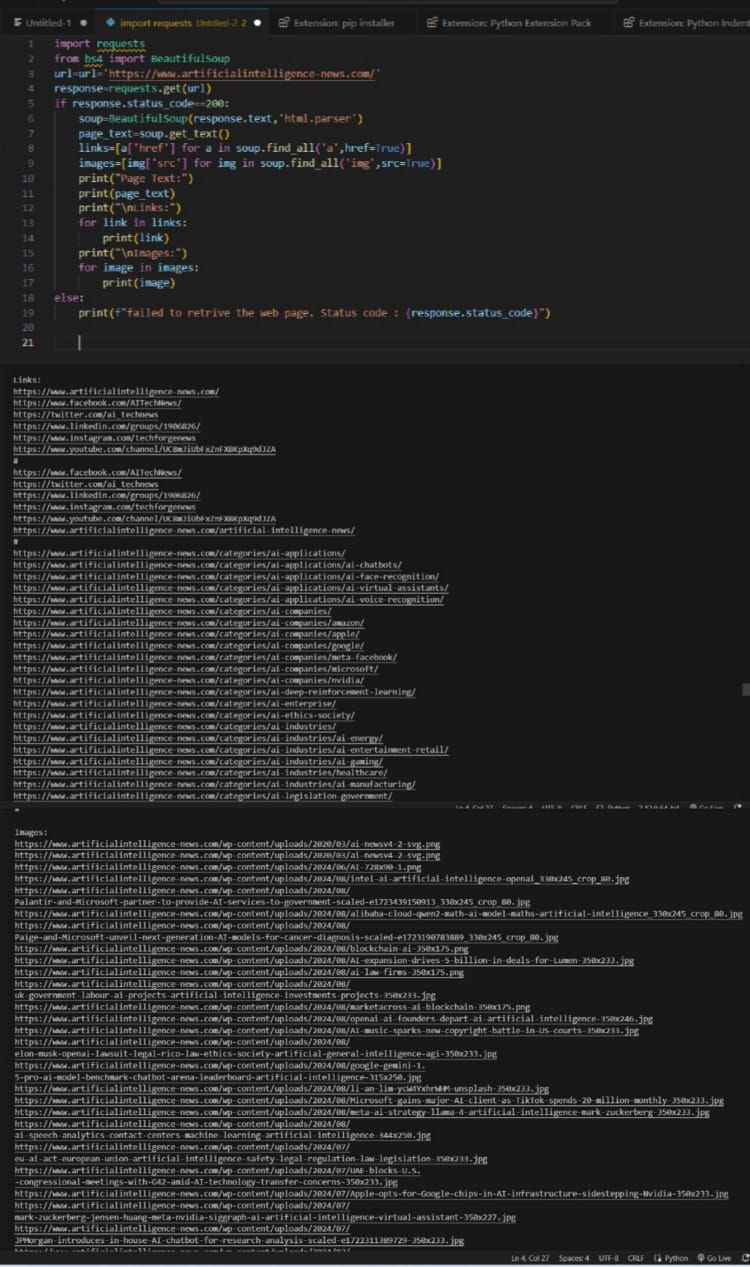 Untitled-1 ●
import requests Untitled-2 2 ●
Extension: pip installer
Extension: Python Extension Pack
Extension: Python Indent
1 import requests
2 from bs4 import BeautifulSoup
3 url=url='https://www.artificialintelligence-news.com/'
4 response=requests.get(url)
5 if response.status_code==200:
6 soup=BeautifulSoup(response.text,'html.parser')
7 page_text=soup.get_text()
8 links=[a['href'] for a in soup.find_all('a',href=True)]
9 images=[img['src'] for img in soup.find_all('img',src=True)]
10 print("Page Text:")
11 print(page_text)
12 print("\nLinks:")
13 for link in links:
14 print(link)
15 print("\nImages:")
16 for image in images:
17 print(image)
18 else:
19 print(f"failed to retrive the web page. Status code : {response.status_code}")
20
21
Links:
https://www.artificialintelligence-news.com/
https://www.facebook.com/AITechNews/
https://twitter.com/ai_technews
https://www.linkedin.com/groups/1906826/
https://www.instagram.com/techforgenews
https://www.youtube.com/channel/
#
https://www.facebook.com/AITechNews/
https://twitter.com/ai_technews
https://www.linkedin.com/groups/1906826/
https://www.instagram.com/techforgenews
https://www.youtube.com/channel/
https://www.artificialintelligence-news.com/artificial-intelligence-news/
#
https://www.artificialintelligence-news.com/categories/ai-applications/
https://www.artificialintelligence-news.com/categories/ai-applications/ai-chatbots/
https://www.artificialintelligence-news.com/categories/ai-applications/ai-face-recognition/
https://www.artificialintelligence-news.com/categories/ai-applications/ai-virtual-assistants/
https://www.artificialintelligence-news.com/categories/ai-applications/ai-voice-recognition/
https://www.artificialintelligence-news.com/categories/ai-companies/
https://www.artificialintelligence-news.com/categories/ai-companies/amazon/
https://www.artificialintelligence-news.com/categories/ai-companies/apple/
https://www.artificialintelligence-news.com/categories/ai-companies/google/
https://www.artificialintelligence-news.com/categories/ai-companies/meta-facebook/
https://www.artificialintelligence-news.com/categories/ai-companies/microsoft/
https://www.artificialintelligence-news.com/categories/ai-companies/nvidia/
https://www.artificialintelligence-news.com/categories/ai-deep-reinforcement-learning/
https://www.artificialintelligence-news.com/categories/ai-enterprise/
https://www.artificialintelligence-news.com/categories/ai-ethics-society/
https://www.artificialintelligence-news.com/categories/ai-industries/
https://www.artificialintelligence-news.com/categories/ai-industries/ai-energy/
https://www.artificialintelligence-news.com/categories/ai-industries/ai-entertainment-retail/
https://www.artificialintelligence-news.com/categories/ai-industries/ai-gaming/
https://www.artificialintelligence-news.com/categories/ai-industries/healthcare/
https://www.artificialintelligence-news.com/categories/ai-industries/ai-manufacturing/
https://www.artificialintelligence-news.com/categories/ai-legislation-government/
Images:
https://www.artificialintelligence-news.com/wp-content/uploads/2020/03/ai-newsv4-2-svg.png
https://www.artificialintelligence-news.com/wp-content/uploads/2020/03/ai-newsv4-2-svg.png
https://www.artificialintelligence-news.com/wp-content/uploads/2024/06/AI-728x90-1.png
https://www.artificialintelligence-news.com/wp-content/uploads/2024/08/intel-ai-artificial-intelligence-openai_330x245_crop_80.jpg
https://www.artificialintelligence-news.com/wp-content/uploads/2024/08/
Palantir-and-Microsoft-partner-to-provide-AI-services-to-government-scaled-e1723439150913_330x245_crop_80.jpg
https://www.artificialintelligence-news.com/wp-content/uploads/2024/08/alibaba-cloud-qwen2-math-ai-model-maths-artificial-intelligence_330x245_crop_80.jpg
https://www.artificialintelligence-news.com/wp-content/uploads/2024/08/
Paige-and-Microsoft-unveil-next-generation-AI-models-for-cancer-diagnosis-scaled-e1723190783889_330x245_crop_80.jpg
https://www.artificialintelligence-news.com/wp-content/uploads/2024/08/blockchain-ai-350x175.png
https://www.artificialintelligence-news.com/wp-content/uploads/2024/08/AI-expansion-drives-5-billion-in-deals-for-Lumen-350x233.jpg
https://www.artificialintelligence-news.com/wp-content/uploads/2024/08/ai-law-firms-350x175.png
https://www.artificialintelligence-news.com/wp-content/uploads/2024/08/
uk-government-labour-ai-projects-artificial-intelligence-investments-projects-350x233.jpg
https://www.artificialintelligence-news.com/wp-content/uploads/2024/08/marketacross-ai-blockchain-350x175.png
https://www.artificialintelligence-news.com/wp-content/uploads/2024/08/openai-ai-founders-depart-ai-artificial-intelligence-350x246.jpg
https://www.artificialintelligence-news.com/wp-content/uploads/2024/08/AI-music-sparks-new-copyright-battle-in-US-courts-350x233.jpg
https://www.artificialintelligence-news.com/wp-content/uploads/2024/08/
elon-musk-openai-lawsuit-legal-rico-law-ethics-society-artificial-general-intelligence-agi-350x233.jpg
https://www.artificialintelligence-news.com/wp-content/uploads/2024/08/google-gemini-1.
5-pro-ai-model-benchmark-chatbot-arena-leaderboard-artificial-intelligence-315x250.jpg
https://www.artificialintelligence-news.com/wp-content/uploads/2024/08/
https://www.artificialintelligence-news.com/wp-content/uploads/2024/08/Microsoft-gains-major-AI-client-as-TikTok-spends-20-million-monthly-350x233.jpg
https://www.artificialintelligence-news.com/wp-content/uploads/2024/08/meta-ai-strategy-llama-4-artificial-intelligence-mark-zuckerberg-350x233.jpg
https://www.artificialintelligence-news.com/wp-content/uploads/2024/08/
ai-speech-analytics-contact-centers-machine-learning-artificial-intelligence-344x250.jpg
https://www.artificialintelligence-news.com/wp-content/uploads/2024/07/
eu-ai-act-european-union-artificial-intelligence-safety-legal-regulation-law-legislation-350x233.jpg
https://www.artificialintelligence-news.com/wp-content/uploads/2024/07/UAE-blocks-U.S.
-congressional-meetings-with-G42-amid-AI-technology-transfer-concerns-350x233.jpg
https://www.artificialintelligence-news.com/wp-content/uploads/2024/07/Apple-opts-for-Google-chips-in-AI-infrastructure-sidestepping-Nvidia-350x233.jpg
https://www.artificialintelligence-news.com/wp-content/uploads/2024/07/
mark-zuckerberg-jensen-huang-meta-nvidia-siggraph-ai-artificial-intelligence-virtual-assistant-350x227.jpg
https://www.artificialintelligence-news.com/wp-content/uploads/2024/07/
JPMorgan-introduces-in-house-AI-chatbot-for-research-analysis-scaled-e1722311389729-350x233.jpg
Ln 4, Col 27 Spaces: 4 UTF-8 CRLF Python Go Live